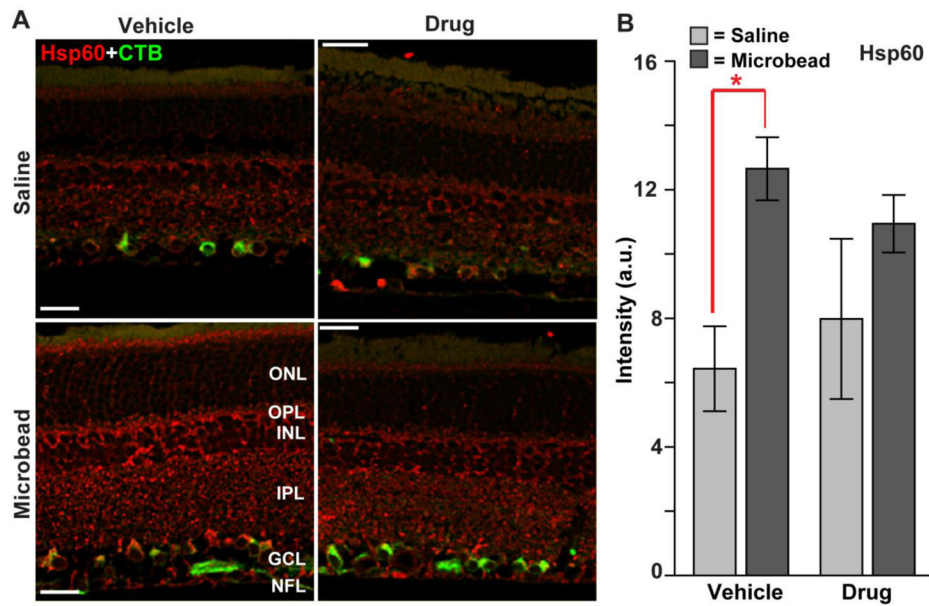 A
Vehicle
Drug
Hsp60+CTB
Saline
Microbead
ONL
OPL
INL
IPL
GCL
NFL
B
= Saline
= Microbead
Hsp60
*
Intensity (a.u.)
16
12
8
4
0
Vehicle
Drug